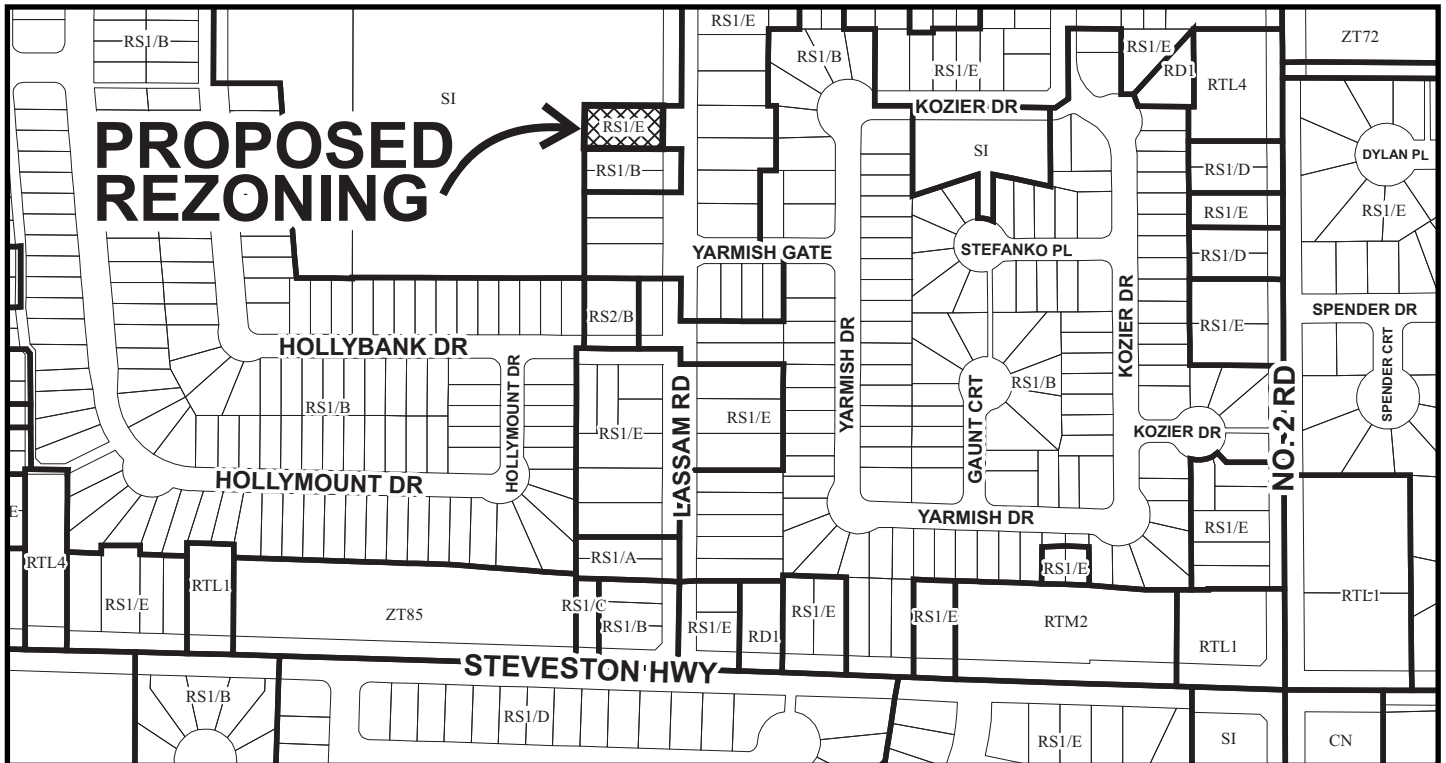 RS1/E
RS1/B
ZT72
RS1/B
RS1/E
RS1/E
RD1
RTL4
SI
KOZIER DR
PROPOSED
REZONING
RS1/E
SI
DYLAN PL
RS1/B
RS1/D
RS1/E
RS1/E
YARMISH GATE
STEFANKO PL
RS1/D
KOZIER DR
SPENDER DR
RS2/B
RS1/E
HOLLYBANK DR
HOLLYMOUNT DR
YARMISH DR
SPENDER CRT
LASSAM RD
GAUNT CRT
RS1/B
NO. 2 RD
RS1/B
RS1/E
RS1/E
KOZIER DR
HOLLYMOUNT DR
E
YARMISH DR
RS1/E
RTL4
RS1/A
RS1/E
RTL1
RTL1
RS1/E
ZT85
RS1/C
RS1/B
RS1/E
RD1
RS1/E
RS1/E
RTM2
RTL1
STEVESTON HWY
RS1/B
RS1/D
RS1/E
SI
CN